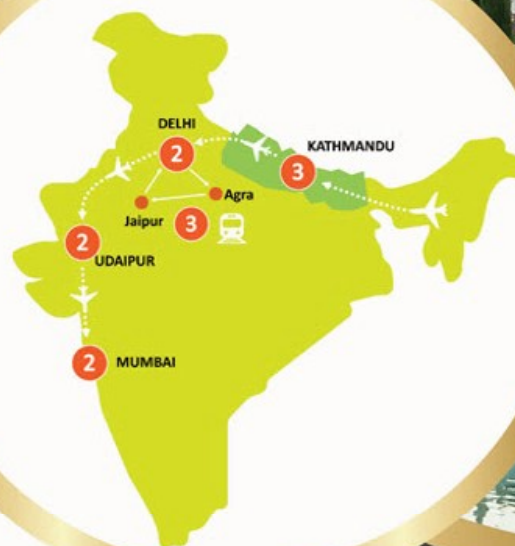 DELHI
2
KATHMANDU
3
Agra
Jaipur
3
2
UDAIPUR
2
MUMBAI